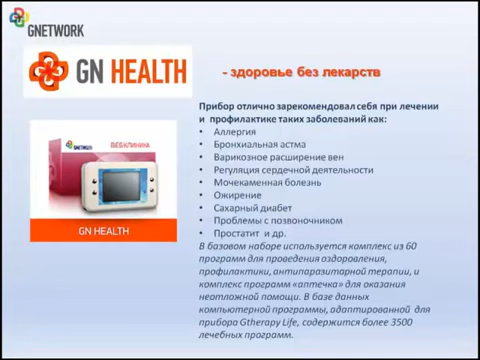 GNETWORK
GN HEALTH
- здоровье без лекарств
Прибор отлично зарекомендовал себя при лечении
и профилактике таких заболеваний как:
• Аллергия
• Бронхиальная астма
• Варикозное расширение вен
• Регуляция сердечной деятельности
• Мочекаменная болезнь
• Ожирение
• Сахарный диабет
• Проблемы с позвоночником
• Простатит и др.
В базовом наборе используется комплекс из 60
программ для проведения оздоровления,
профилактики, антипаразитарной терапии, и
комплекс программ «аптечка» для оказания
неотложной помощи. В базе данных
компьютерной программы, адаптированной для
прибора Gtherapy Life, содержится более 3500
лечебных программ.
GNETWORK
ВЕБКЛИНИКА
GN HEALTH